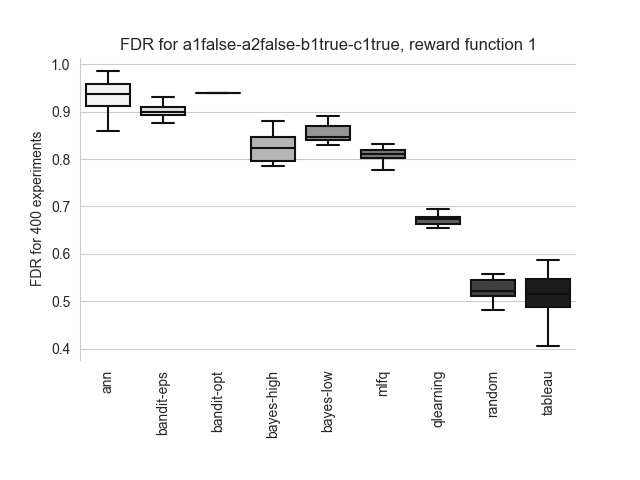 FDR for a1false-a2false-b1true-c1true, reward function 1
1.0
0.9
0.8
0.7
0.6
0.5
0.4
FDR for 400 experiments
ann
bandit-eps
bandit-opt
bayes-high
bayes-low
mlfq
qlearning
random
tableau